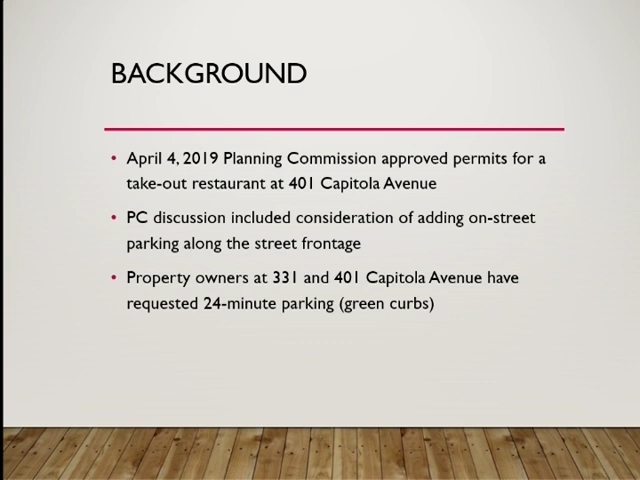 BACKGROUND
• April 4, 2019 Planning Commission approved permits for a
take-out restaurant at 401 Capitola Avenue
• PC discussion included consideration of adding on-street
parking along the street frontage
• Property owners at 331 and 401 Capitola Avenue have
requested 24-minute parking (green curbs)